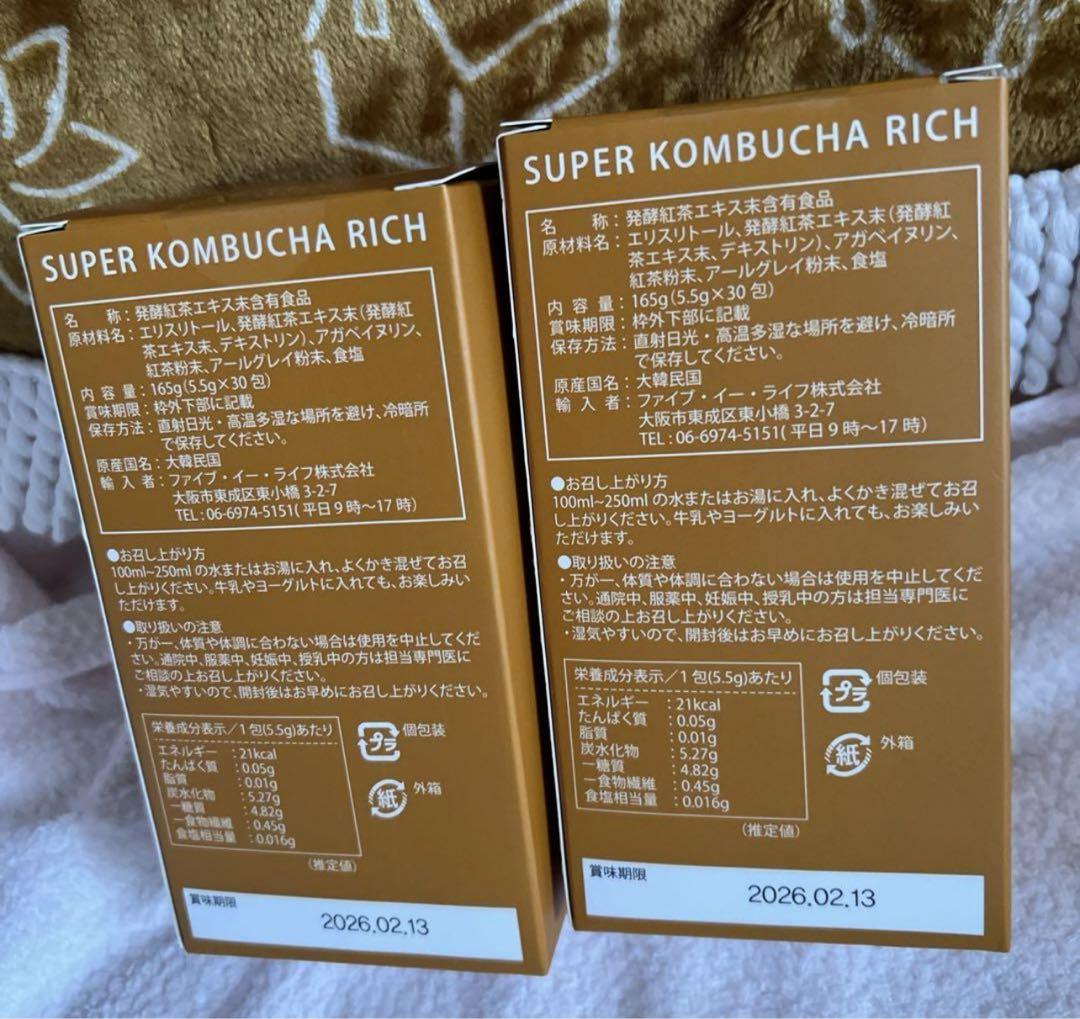 SUPER KOMBUCHA RICH
名　称：発酵紅茶エキス末含有食品
原材料名：エリスリトール、発酵紅茶エキス末（発酵紅
茶エキス末、デキストリン）、アガベイヌリン、
紅茶粉末、アールグレイ粉末、食塩
内容量：165g(5.5g×30包)
賞味期限：枠外下部に記載
保存方法：直射日光・高温多湿な場所を避け、冷暗所
で保存してください。
原産国名：大韓民国
輸入者：ファイブ・イー・ライフ株式会社
大阪市東成区東小橋 3-2-7
TEL：06-6974-5151( 平日9時〜17時）
●お召し上がり方
100ml~250ml の水またはお湯に入れ、よくかき混ぜてお召
し上がりください。牛乳やヨーグルトに入れても、お楽しみい
ただけます。
●取り扱いの注意
・万が一、体質や体調に合わない場合は使用を中止してくだ
さい。通院中、服薬中、妊娠中、授乳中の方は担当専門医に
ご相談の上お召し上がりください。
・湿気やすいので、開封後はお早めにお召し上がりください。
栄養成分表示／1包(5.5g)あたり
エネルギー：21kcal
たんぱく質：0.05g
脂質：0.01g
炭水化物：5.27g
—糖質：4.82g
—食物繊維：0.45g
食塩相当量：0.016g
（推定値）
プラ 個包装
紙 外箱
賞味期限
2026.02.13
SUPER KOMBUCHA RICH
名　称：発酵紅茶エキス末含有食品
原材料名：エリスリトール、発酵紅茶エキス末（発酵紅
茶エキス末、デキストリン）、アガベイヌリン、
紅茶粉末、アールグレイ粉末、食塩
内容量：165g(5.5g×30包)
賞味期限：枠外下部に記載
保存方法：直射日光・高温多湿な場所を避け、冷暗所
で保存してください。
原産国名：大韓民国
輸入者：ファイブ・イー・ライフ株式会社
大阪市東成区東小橋 3-2-7
TEL：06-6974-5151( 平日9時〜17時）
●お召し上がり方
100ml~250ml の水またはお湯に入れ、よくかき混ぜてお召
し上がりください。牛乳やヨーグルトに入れても、お楽しみい
ただけます。
●取り扱いの注意
・万が一、体質や体調に合わない場合は使用を中止してくだ
さい。通院中、服薬中、妊娠中、授乳中の方は担当専門医に
ご相談の上お召し上がりください。
・湿気やすいので、開封後はお早めにお召し上がりください。
栄養成分表示／1包(5.5g)あたり
エネルギー：21kcal
たんぱく質：0.05g
脂質：0.01g
炭水化物：5.27g
—糖質：4.82g
—食物繊維：0.45g
食塩相当量：0.016g
（推定値）
プラ 個包装
紙 外箱
賞味期限
2026.02.13